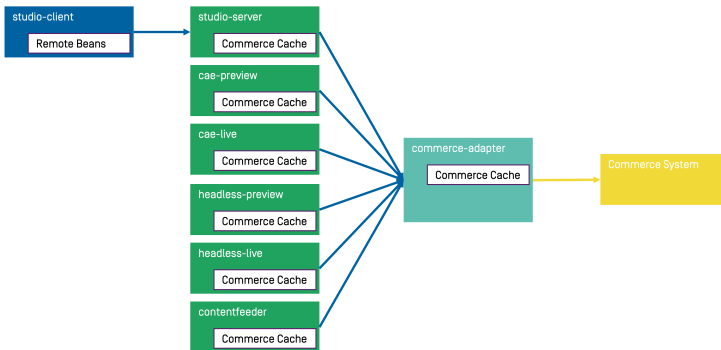 studio-client
Remote Beans
studio-server
Commerce Cache
cae-preview
Commerce Cache
cae-live
Commerce Cache
headless-preview
Commerce Cache
headless-live
Commerce Cache
contentfeeder
Commerce Cache
commerce-adapter
Commerce Cache
Commerce System